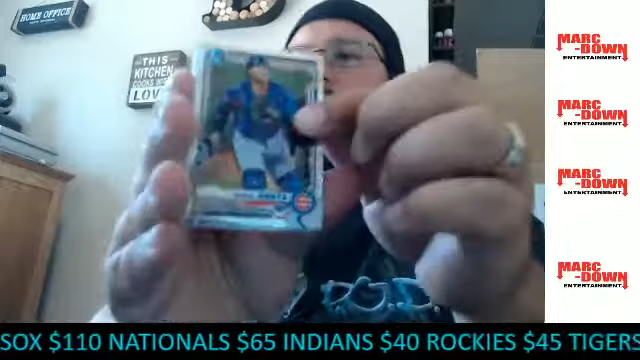 HOME OFFICE
THIS
KITCHEN
LOV
MARC
-DOWN
ENTERTAINMENT
MARC
-DOWN
ENTERTAINMENT
MARC
-DOWN
ENTERTAINMENT
MARC
-DOWN
ENTERTAINMENT
SOX $110 NATIONALS $65 INDIANS $40 ROCKIES $45 TIGERS